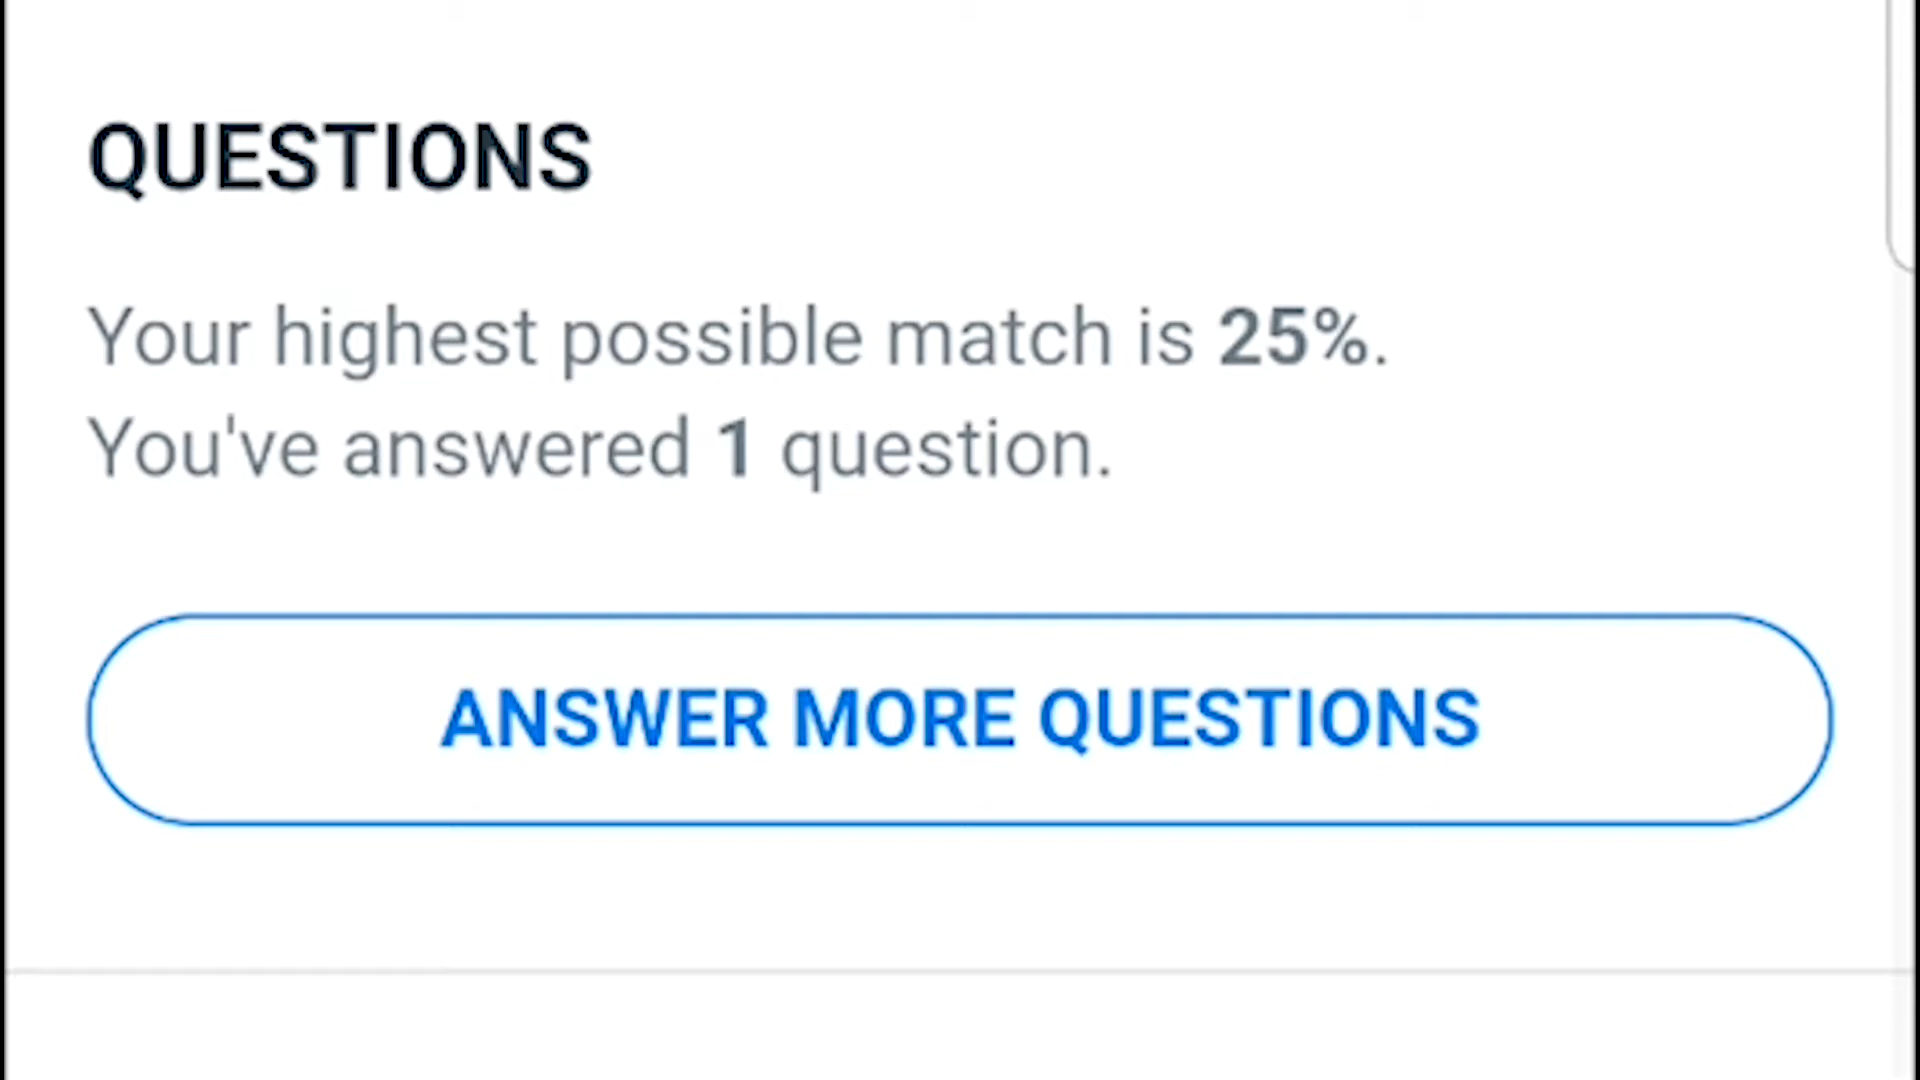 QUESTIONS
Your highest possible match is 25%.
You've answered 1 question.
ANSWER MORE QUESTIONS